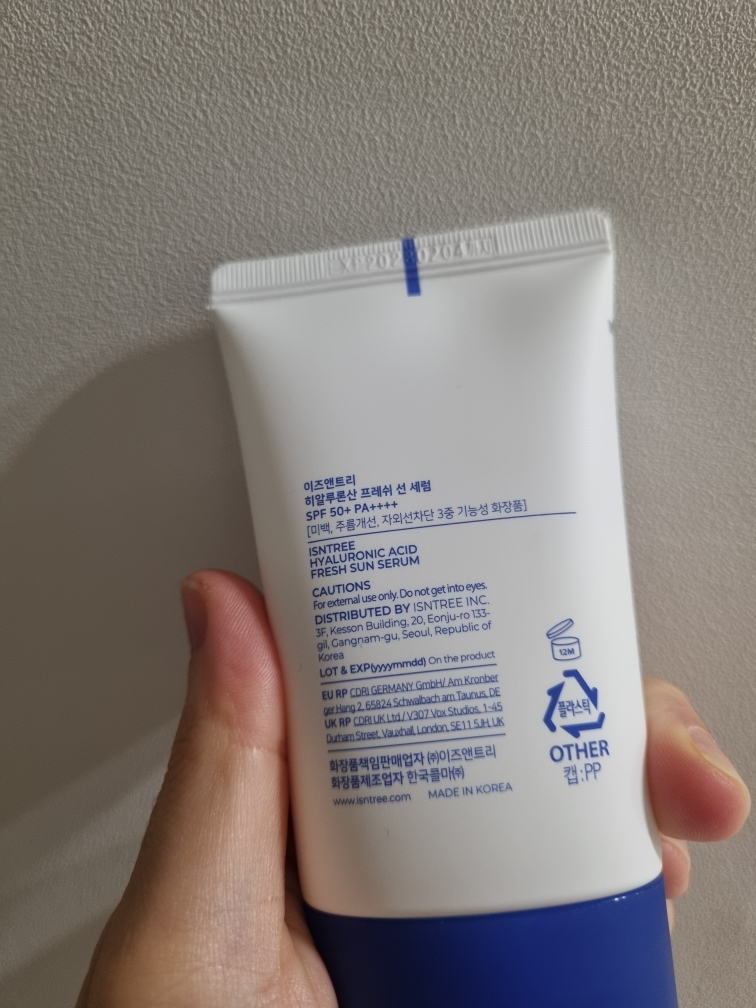 이즈앤트리
히알루론산 프레쉬 선 세럼
SPF 50+ PA++++
[미백, 주름개선, 자외선차단 3중 기능성 화장품]
ISNTREE
HYALURONIC ACID
FRESH SUN SERUM
CAUTIONS
For external use only. Do not get into eyes.
DISTRIBUTED BY ISNTREE INC.
3F, Kesson Building, 20, Eonju-ro 133-
gil, Gangnam-gu, Seoul, Republic of
Korea
LOT & EXP(yyyymmdd) On the product
EU RP CDRI GERMANY GmbH/ Am Kronber
ger Hang 2, 65824 Schwalbach am Taunus, DE
UK RP CDRI UK Ltd./ V307 Vox Studios, 1-45
Durham Street, Vauxhall, London, SE11 5JH, UK
화장품책임판매업자 ㈜이즈앤트리
화장품제조업자 한국콜마㈜
www.isntree.com MADE IN KOREA
12M
플라스틱
OTHER
캡:PP